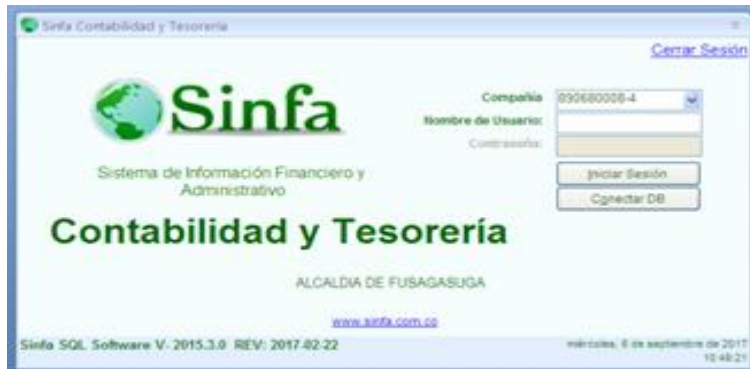 Sinfa Contabilidad y Tesorería
Cerrar Sesión
Sinfa
Compañia 890680008-4
Nombre de Usuario:
Contraseña:
Sistema de Información Financiero y
Administrativo
Iniciar Sesión
Conectar DB
Contabilidad y Tesorería
ALCALDIA DE FUSAGASUGA
www.sinfa.com.co
Sinfa SQL Software V- 2015.3.0 REV: 2017-02-22
miércoles, 6 de septiembre de 2017
10:48:21